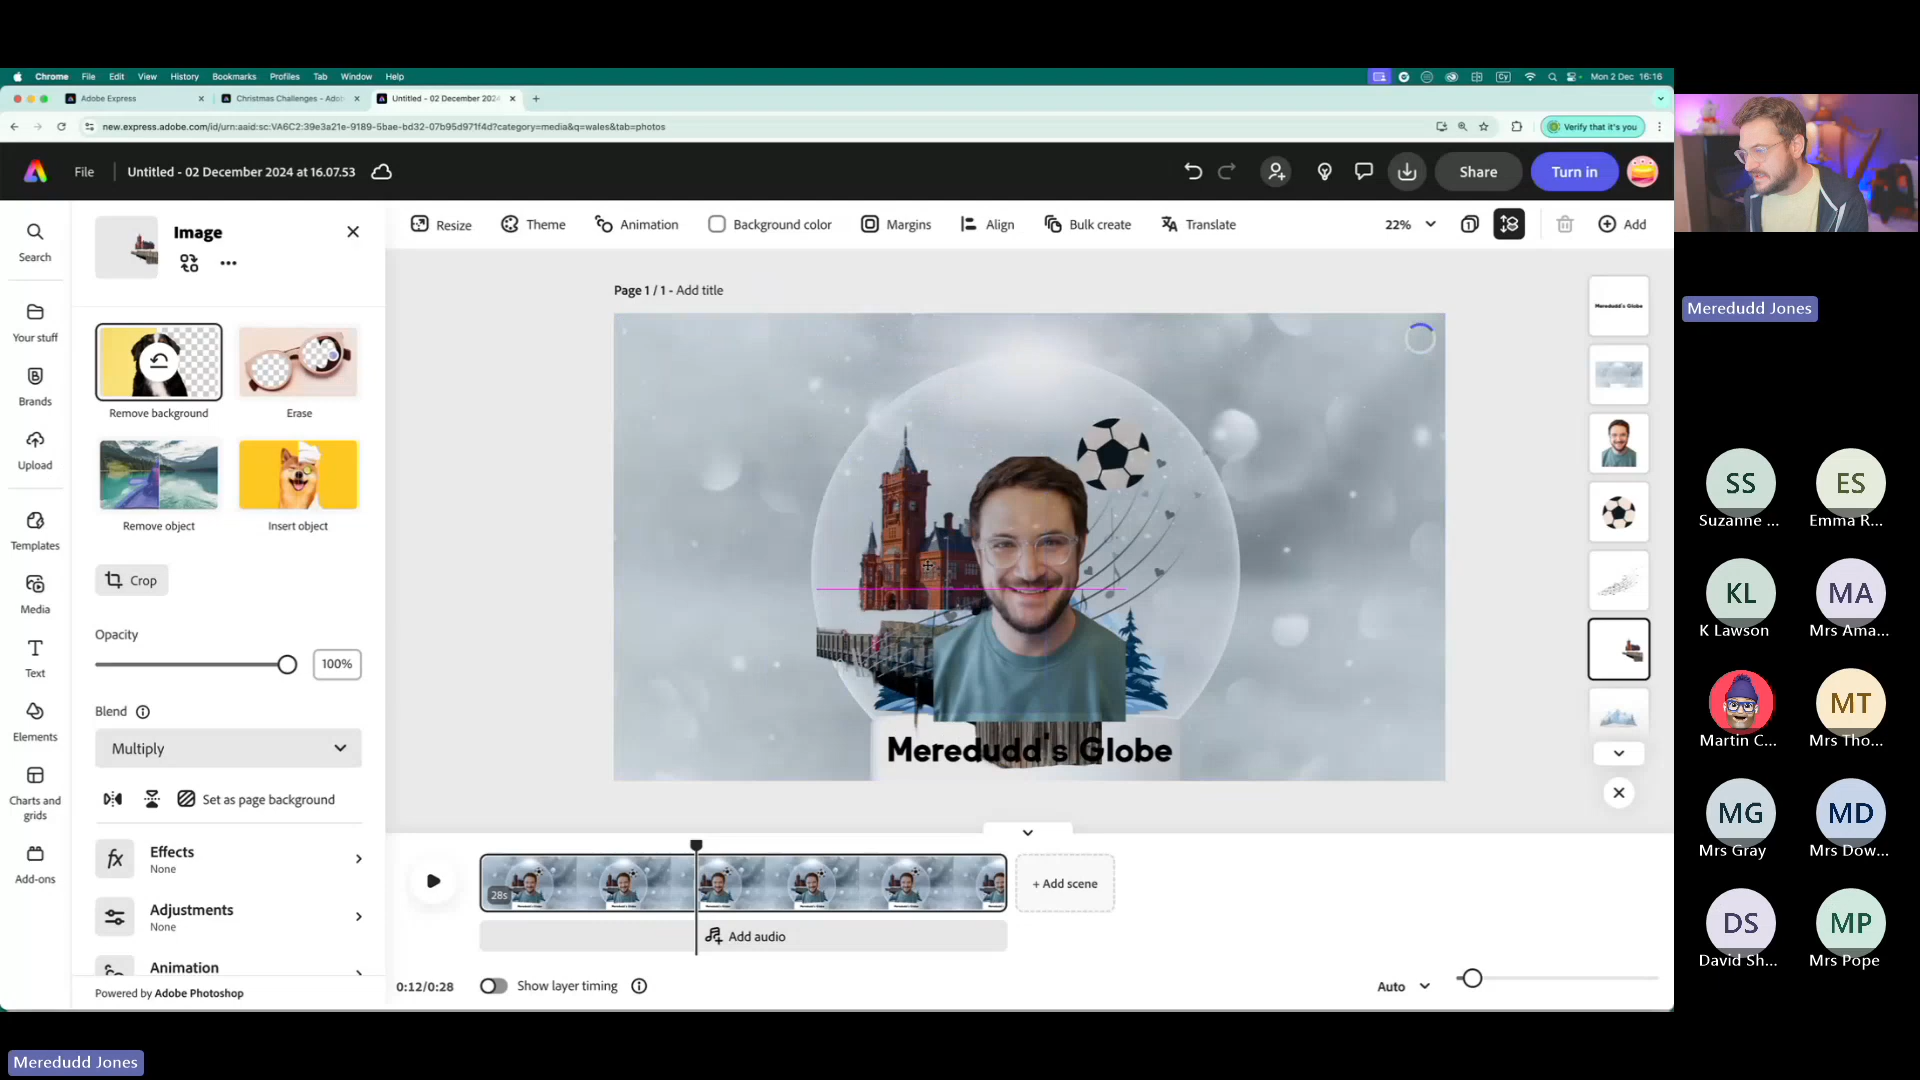 Chrome File Edit View History Bookmarks Profiles Tab Window Help
Cy Mon 2 Dec 16:16
Adobe Express
Christmas Challenges - Ado
Untitled - 02 December 2024
new.express.adobe.com/id/urn:aaid:sc:VA6C2:39e3a21e-9189-5bae-bd32-07b95d971f4d?category=media&q=wales&tab=photos
Verify that it's you
File
Untitled - 02 December 2024 at 16.07.53
Share
Turn in
Search
Your stuff
Brands
Upload
Templates
Media
Text
Elements
Charts and
grids
Add-ons
Image
Remove background
Erase
Remove object
Insert object
Crop
Opacity
100%
Blend
Multiply
Set as page background
fx
Effects
None
Adjustments
None
Animation
Powered by Adobe Photoshop
Resize
Theme
Animation
Background color
Margins
Align
Bulk create
Translate
22%
1
Add
Page 1 / 1 - Add title
Meredudd's Globe
Meredudd's Globe
28s
+ Add scene
Add audio
0:12/0:28
Show layer timing
Auto
Meredudd Jones
SS
Suzanne ...
ES
Emma R...
KL
K Lawson
MA
Mrs Ama...
Martin C...
MT
Mrs Tho...
MG
Mrs Gray
MD
Mrs Dow...
DS
David Sh...
MP
Mrs Pope
Meredudd Jones